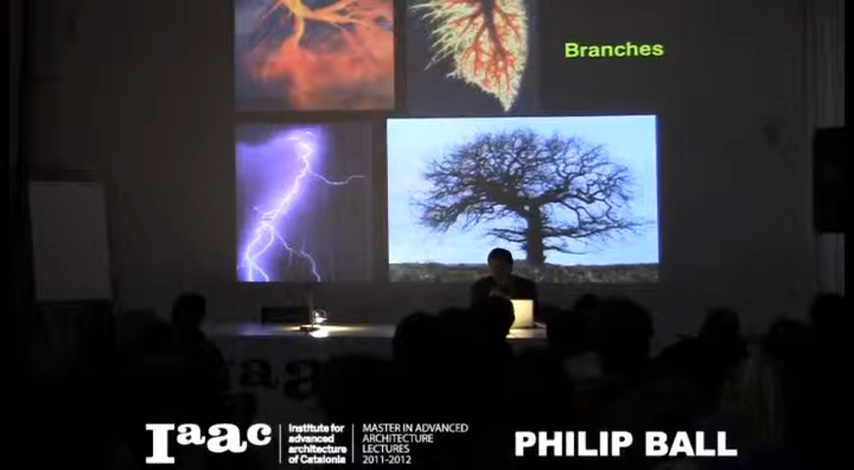 Branches
Iaac
Institute for
advanced
architecture
of Catalonia
MASTER IN ADVANCED
ARCHITECTURE
LECTURES
2011-2012
PHILIP BALL